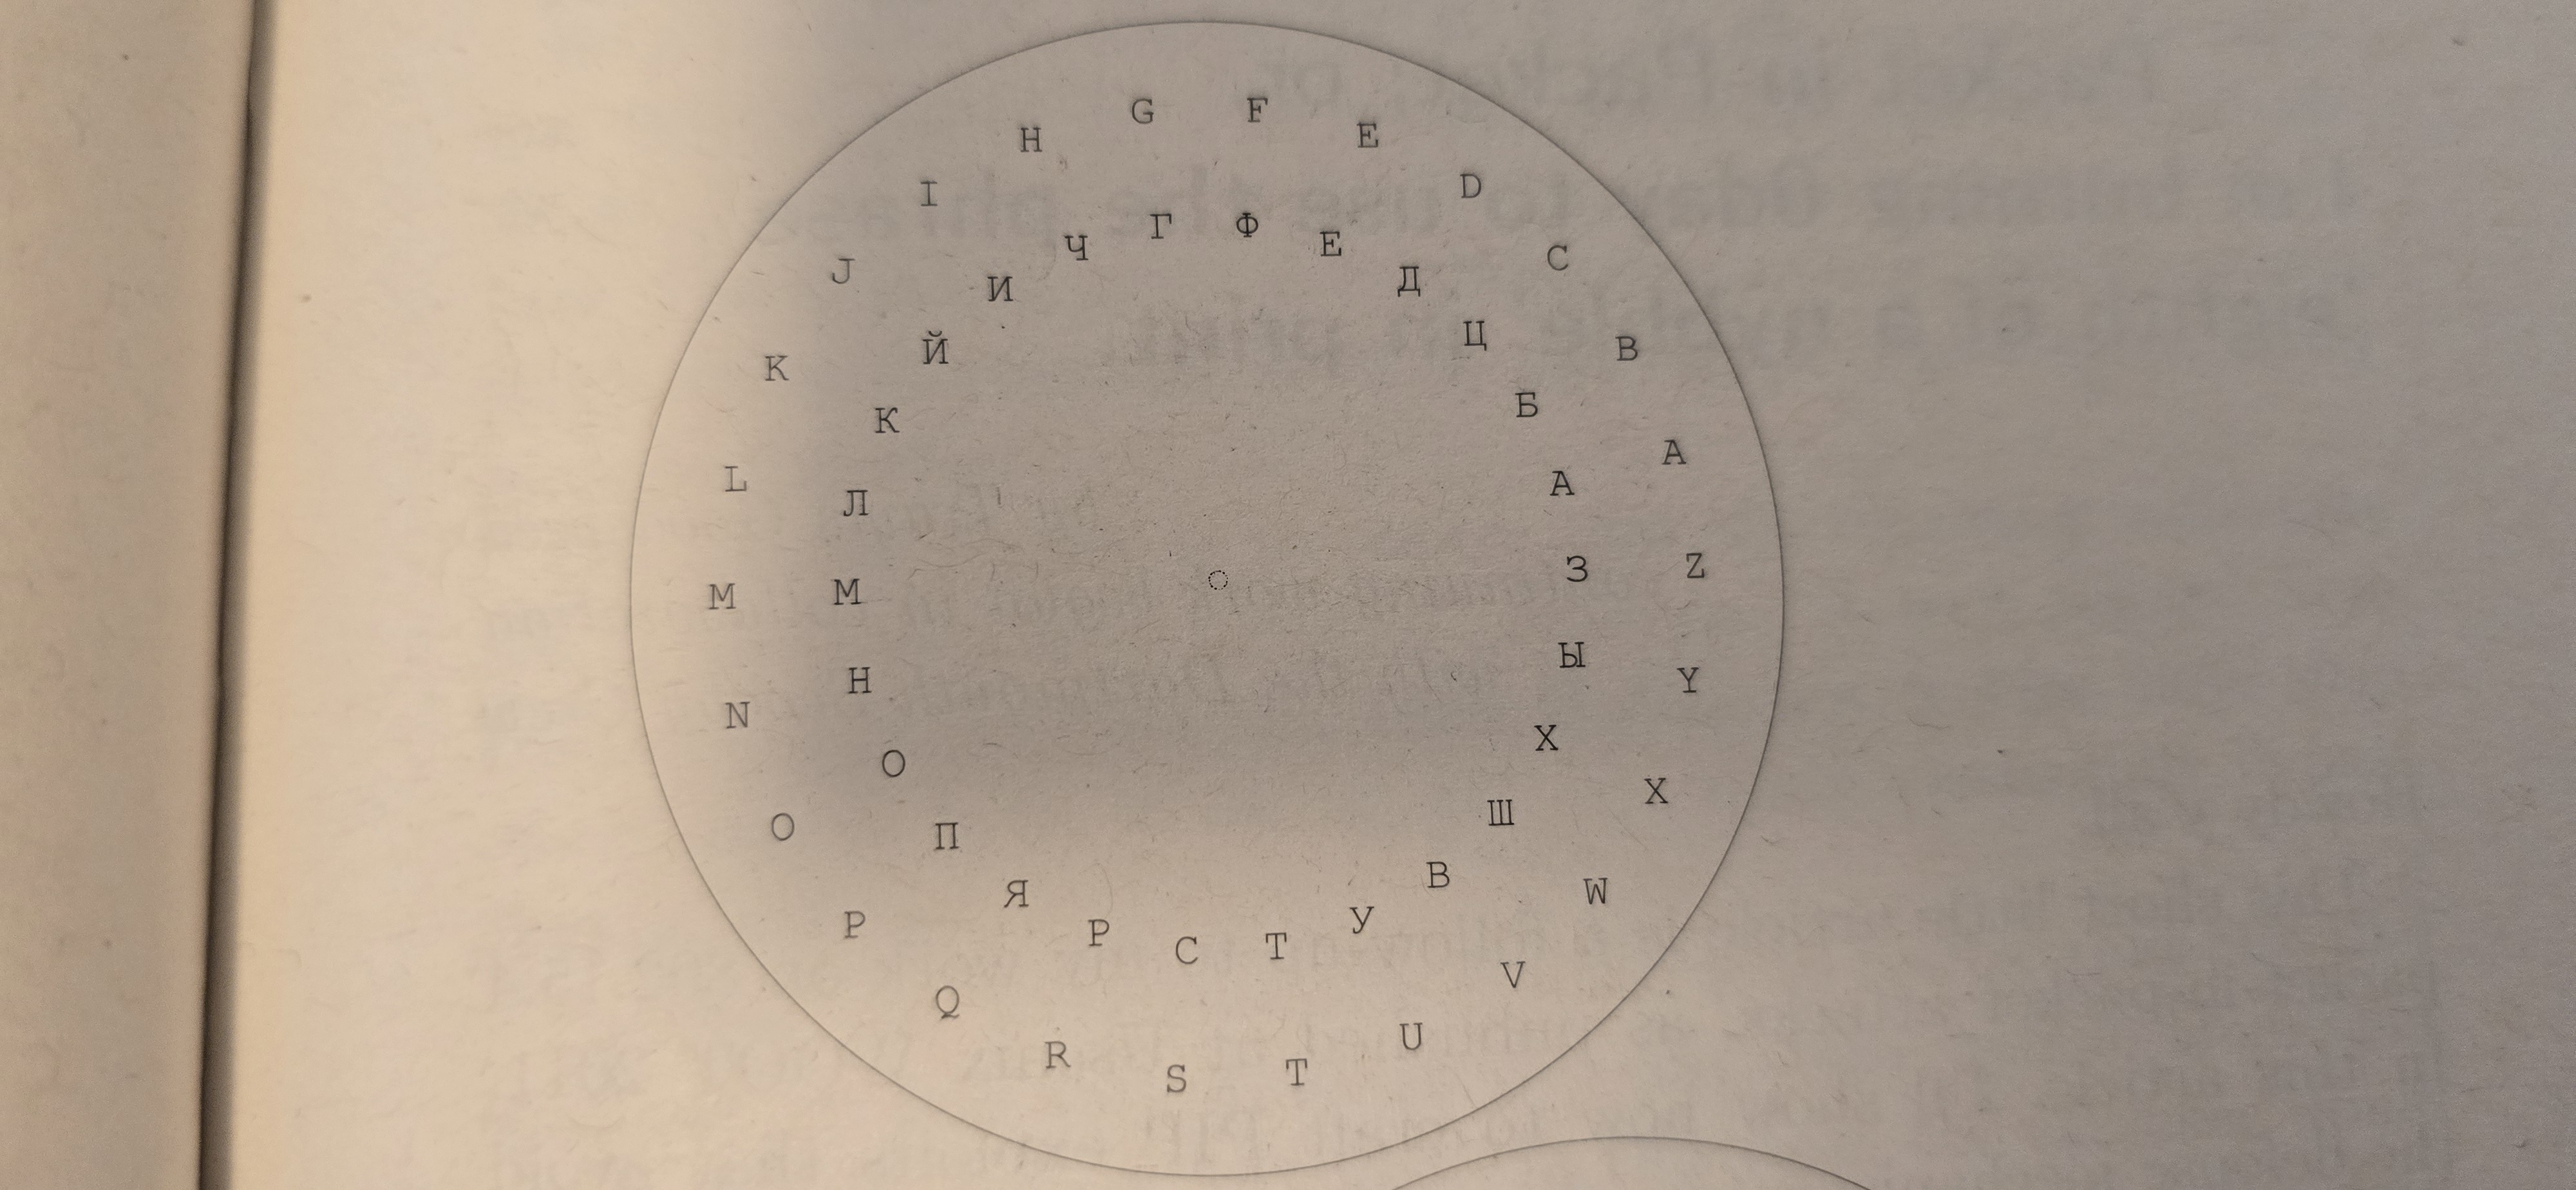 A B C D E F G H I J K L M N O P Q R S T U V W X Y Z
А Б Ц Д Е Ф Г Ч И Й К Л М Н О П Я Р С Т У В Ш Х Ы З